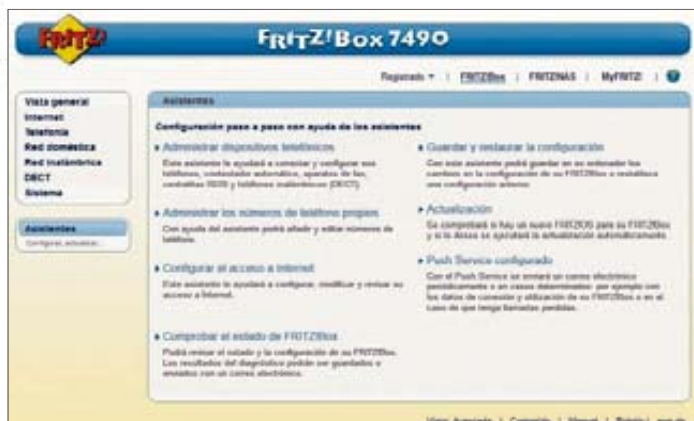 FRITZ!
FRITZ!Box 7490
Registrado | FRITZ!Box | FRITZ!NAS | MyFRITZ! | ?
Vista general
Internet
Telefonía
Red doméstica
Red inalámbrica
DECT
Sistema
Asistentes
Configurar, actualizar...
Asistentes
Configuración paso a paso con ayuda de los asistentes
Administrar dispositivos telefónicos
Este asistente le ayudará a conectar y configurar sus
teléfonos, contestador automático, aparatos de fax,
centralitas RDSI y teléfonos inalámbricos (DECT).
Administrar los números de teléfono propios
Con ayuda del asistente podrá añadir y editar números de
teléfono.
Configurar el acceso a Internet
Este asistente le ayudará a configurar, modificar y revisar su
acceso a Internet.
Comprobar el estado de FRITZ!Box
Podrá revisar el estado y la configuración de su FRITZ!Box.
Los resultados del diagnóstico podrán ser guardados o
enviados con un correo electrónico.
Guardar y restaurar la configuración
Con este asistente podrá guardar en su ordenador los
cambios en la configuración de su FRITZ!Box o restablecer
una configuración anterior.
Actualización
Se comprobará si hay un nuevo FRITZ!OS para su FRITZ!Box
y si lo desea se ejecutará la actualización automáticamente.
Push Service configurado
Con el Push Service se enviará un correo electrónico
periódicamente o en casos determinados: por ejemplo con
los datos de conexión y utilización de su FRITZ!Box o en el
caso de que tenga llamadas perdidas.
Vista: Avanzada | Contenido | Manual